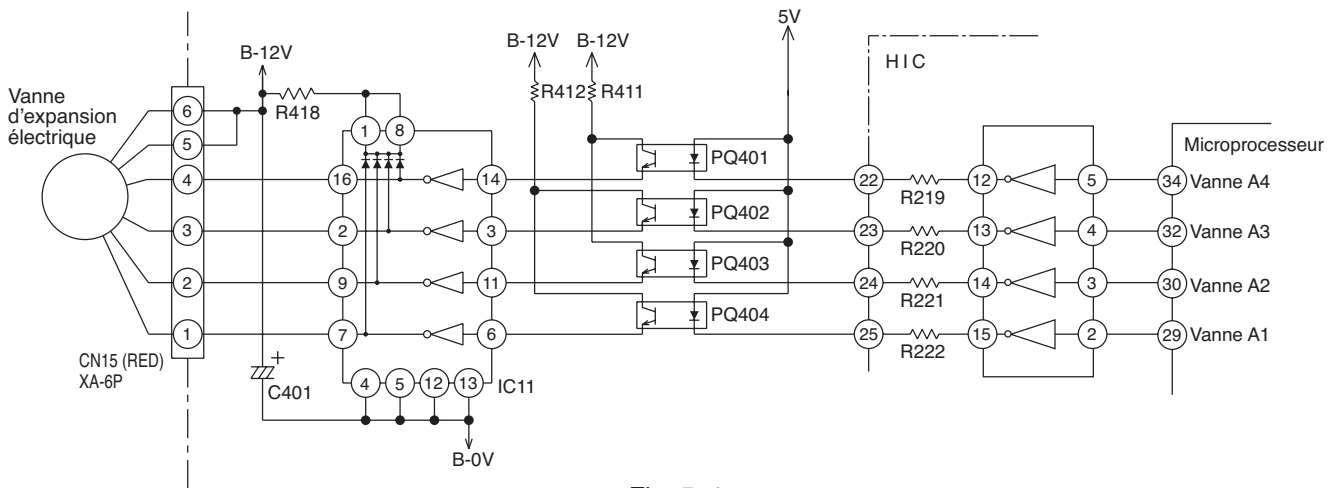 5V
B-12V
B-12V
B-12V
HIC
R412
R411
Vanne
d'expansion
électrique
R418
6
5
4
3
2
1
1
8
16
14
2
3
9
11
7
6
4
5
12
13
IC11
PQ401
PQ402
PQ403
PQ404
22
23
24
25
R219
R220
R221
R222
12
5
13
4
14
3
15
2
Microprocesseur
34
Vanne A4
32
Vanne A3
30
Vanne A2
29
Vanne A1
CN15 (RED)
XA-6P
+
C401
B-0V